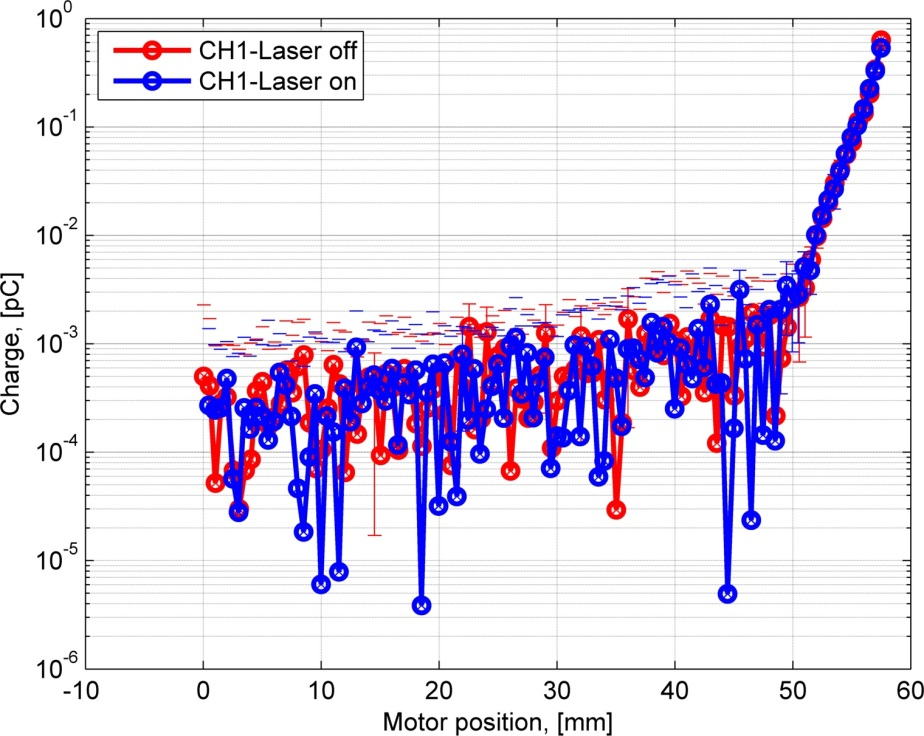 10^0
10^-1
10^-2
10^-3
10^-4
10^-5
10^-6
Charge, [pC]
CH1-Laser off
CH1-Laser on
-10 0 10 20 30 40 50 60
Motor position, [mm]